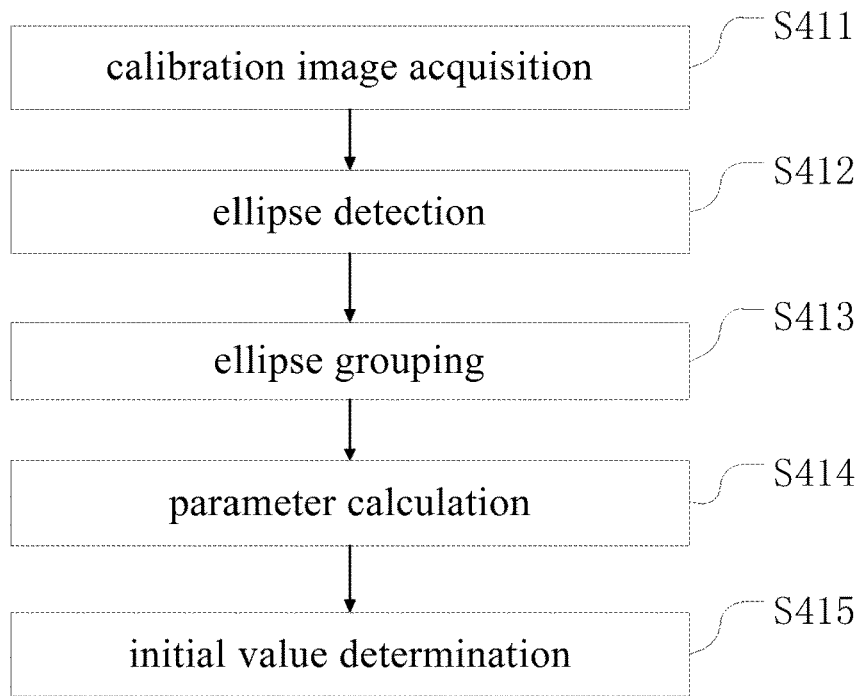 S411
calibration image acquisition
S412
ellipse detection
S413
ellipse grouping
S414
parameter calculation
S415
initial value determination